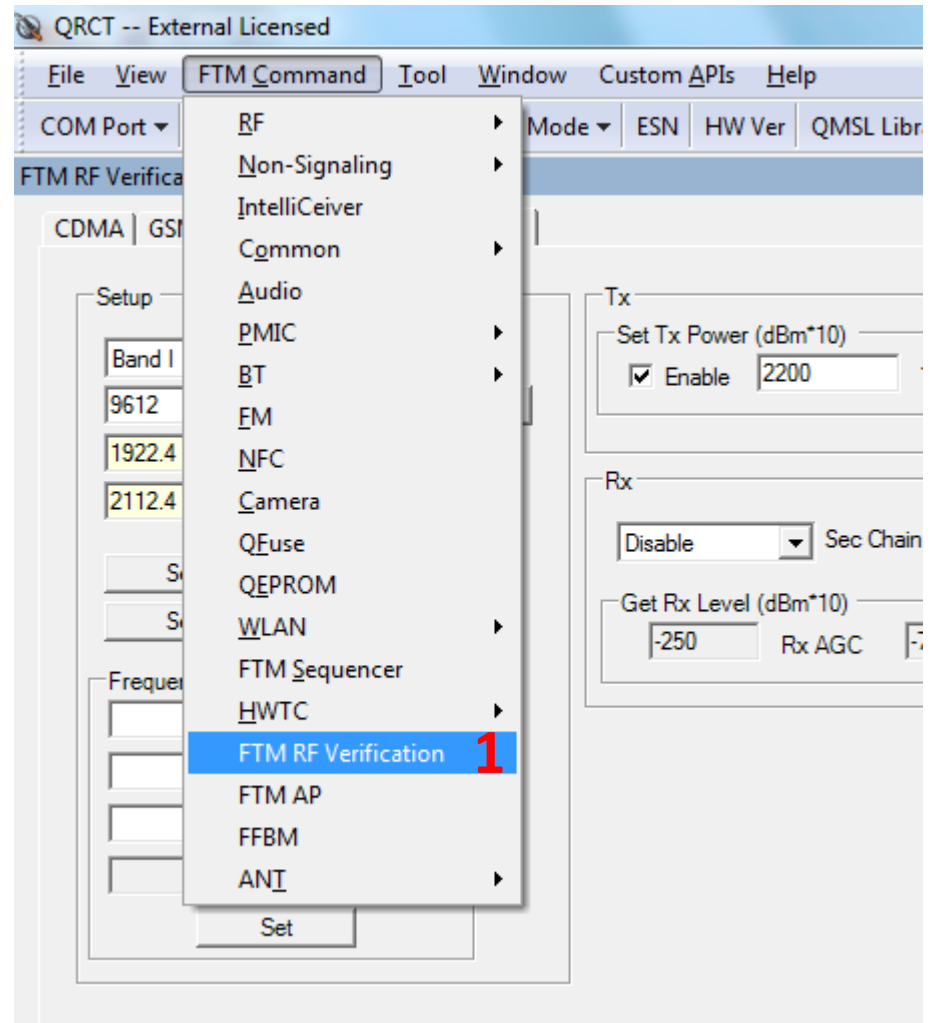 QRCT -- External Licensed
File View FTM Command Tool Window Custom APIs Help
COM Port Mode ESN HW Ver QMSL
FTM RF
CDMA
RF
Non-Signaling
IntelliCeiver
Common
Audio
PMIC
BT
FM
NFC
Camera
QFuse
QEPROM
WLAN
FTM Sequencer
HWTC
FTM RF Verification 1
FTM AP
FFBM
ANT
Setup
Band I
9612
1922.4
2112.4
Set
Tx
Set Tx Power (dBm*10)
Enable 2200
Rx
Disable Sec Chain
Get Rx Level (dBm*10)
-250 Rx AGC